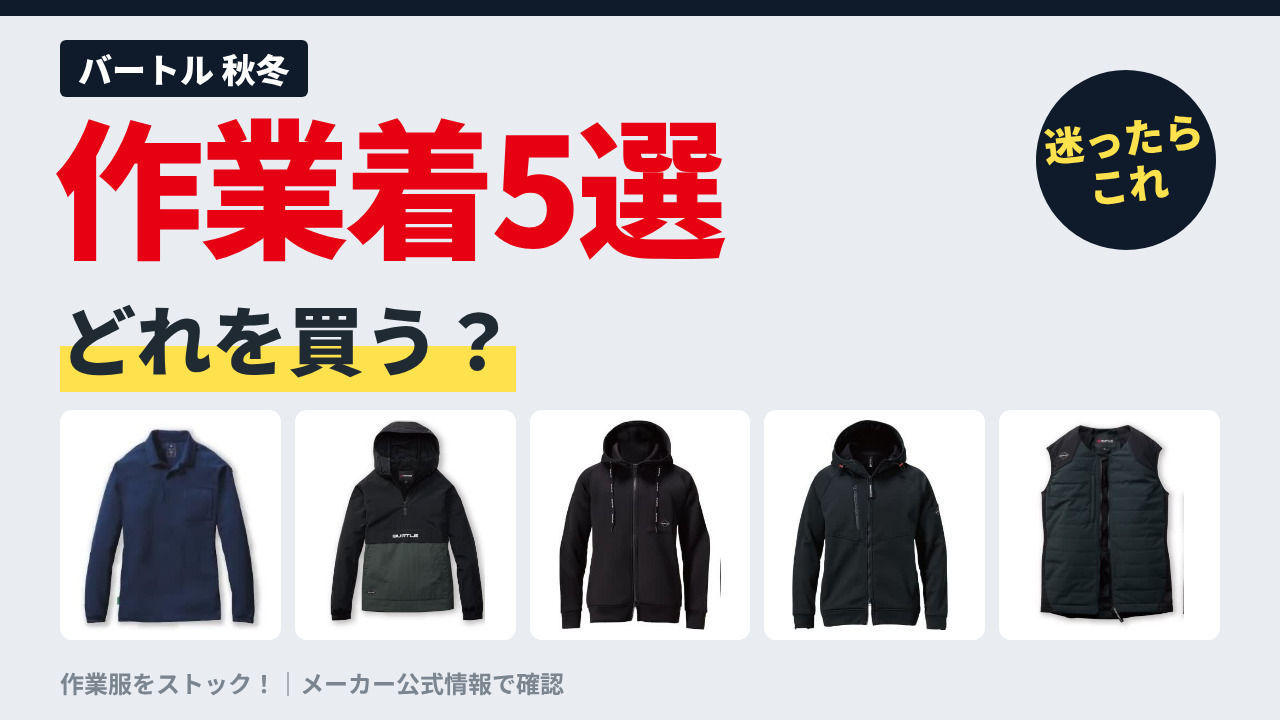 バートル 秋冬
作業着5選
迷ったら
これ
どれを買う？
BURTLE
作業服をストック！｜メーカー公式情報で確認